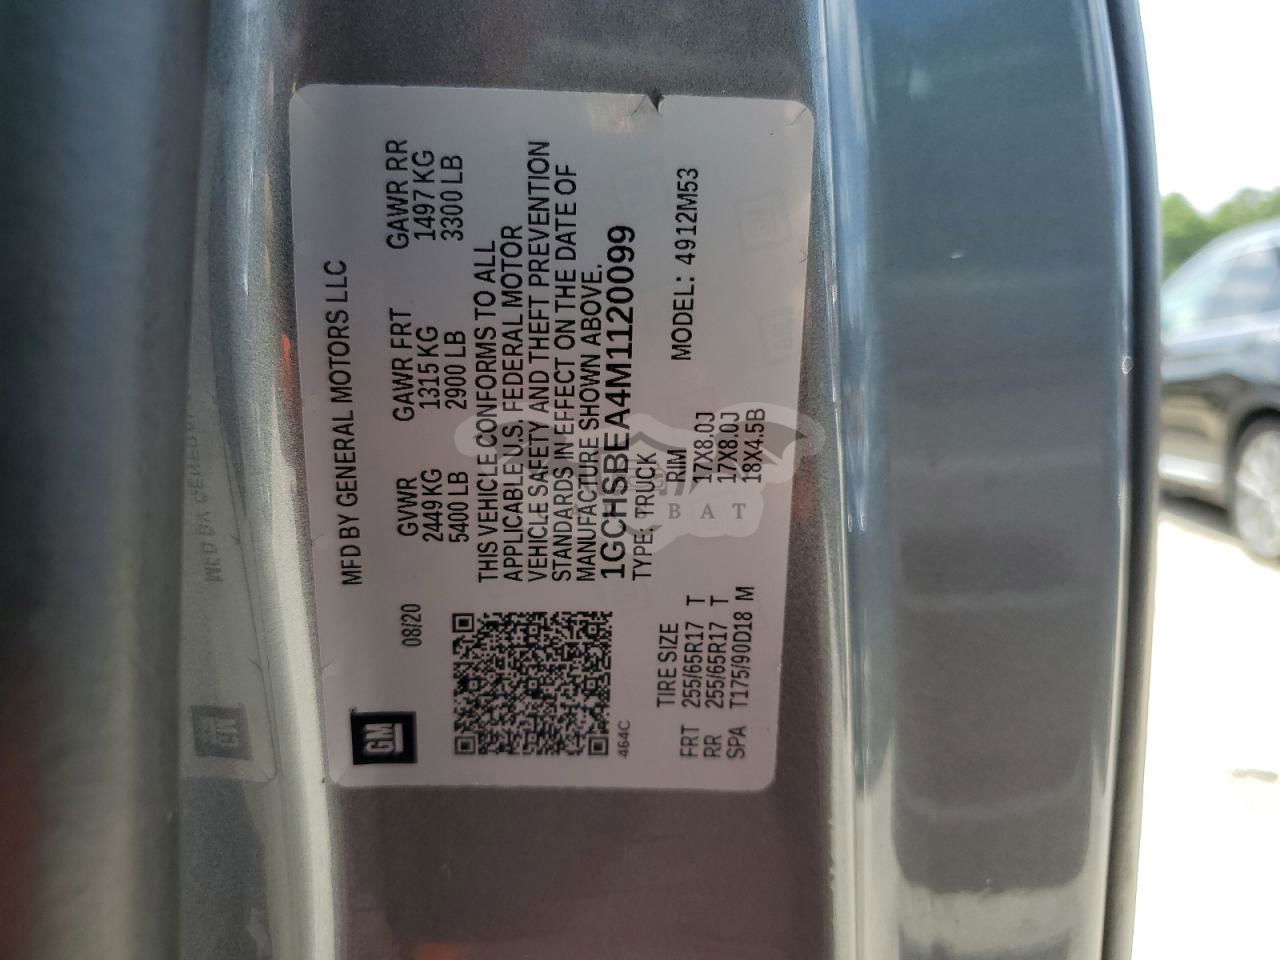 MFD BY GENERAL MOTORS LLC
08/20
GVWR GAWR FRT GAWR RR
2449 KG 1315 KG 1497 KG
5400 LB 2900 LB 3300 LB
THIS VEHICLE CONFORMS TO ALL
APPLICABLE U.S. FEDERAL MOTOR
VEHICLE SAFETY AND THEFT PREVENTION
STANDARDS IN EFFECT ON THE DATE OF
MANUFACTURE SHOWN ABOVE.
1GCHSBEA4M1120099
TYPE: TRUCK MODEL: 4912M53
GM
464C
TIRE SIZE RIM
FRT 255/65R17 T 17X8.0J
RR 255/65R17 T 17X8.0J
SPA T175/90D18 M 18X4.5B
BAT